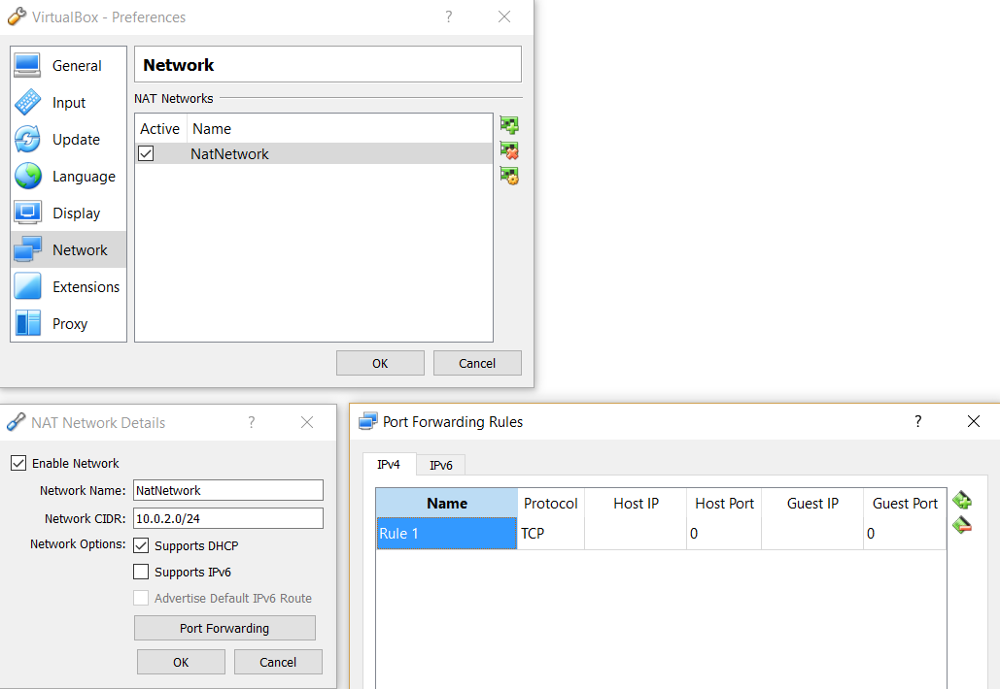 VirtualBox - Preferences ?
General
Input
Update
Language
Display
Network
Extensions
Proxy
Network
NAT Networks
Active Name
NatNetwork
OK Cancel
NAT Network Details ?
Enable Network
Network Name: NatNetwork
Network CIDR: 10.0.2.0/24
Network Options: Supports DHCP
Supports IPv6
Advertise Default IPv6 Route
Port Forwarding
OK Cancel
Port Forwarding Rules ?
IPv4 IPv6
Name Protocol Host IP Host Port Guest IP Guest Port
Rule 1 TCP 0 0